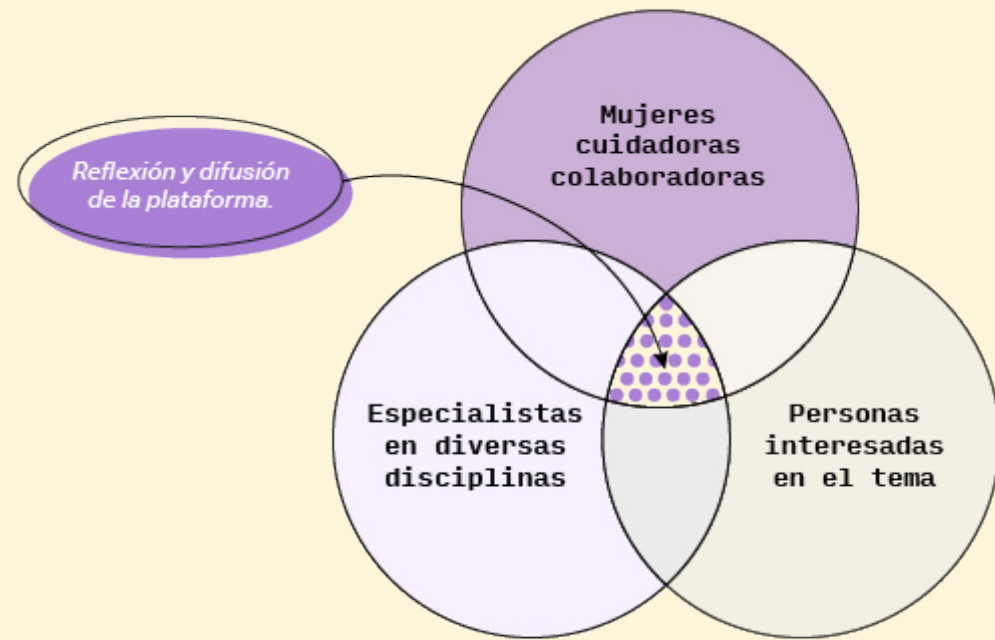 Mujeres
cuidadoras
colaboradoras
Reflexión y difusión
de la plataforma.
Especialistas
en diversas
disciplinas
Personas
interesadas
en el tema